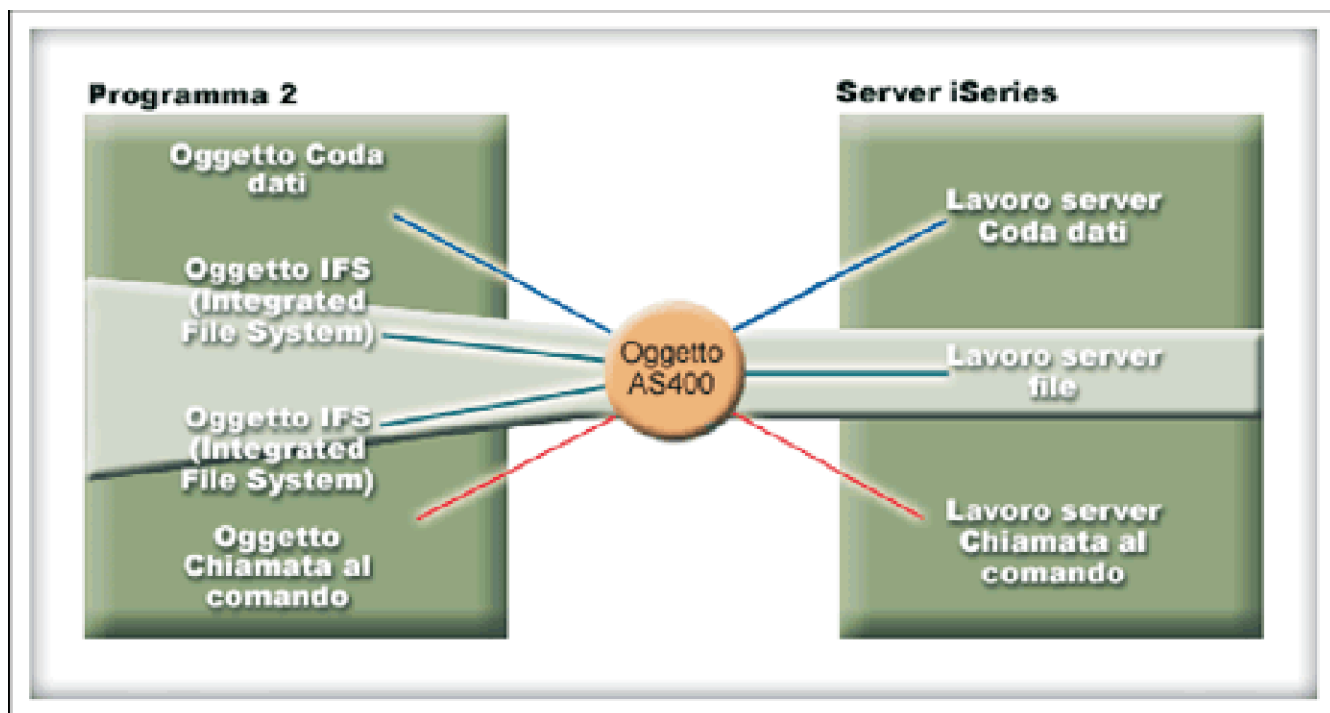 Programma 2
Oggetto Coda
dati
Oggetto IFS
(Integrated
File System)
Oggetto IFS
(Integrated
File System)
Oggetto
Chiamata al
comando
Oggetto
AS400
Server iSeries
Lavoro server
Coda dati
Lavoro server
file
Lavoro server
Chiamata al
comando